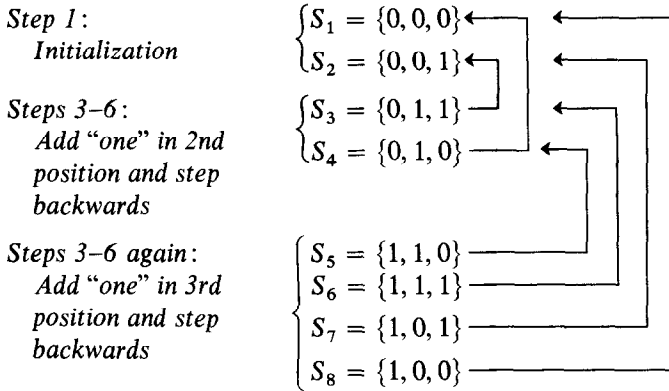 Step 1:
Initialization
S₁ = {0, 0, 0}
S₂ = {0, 0, 1}
Steps 3–6:
Add “one” in 2nd
position and step
backwards
S₃ = {0, 1, 1}
S₄ = {0, 1, 0}
Steps 3–6 again:
Add “one” in 3rd
position and step
backwards
S₅ = {1, 1, 0}
S₆ = {1, 1, 1}
S₇ = {1, 0, 1}
S₈ = {1, 0, 0}